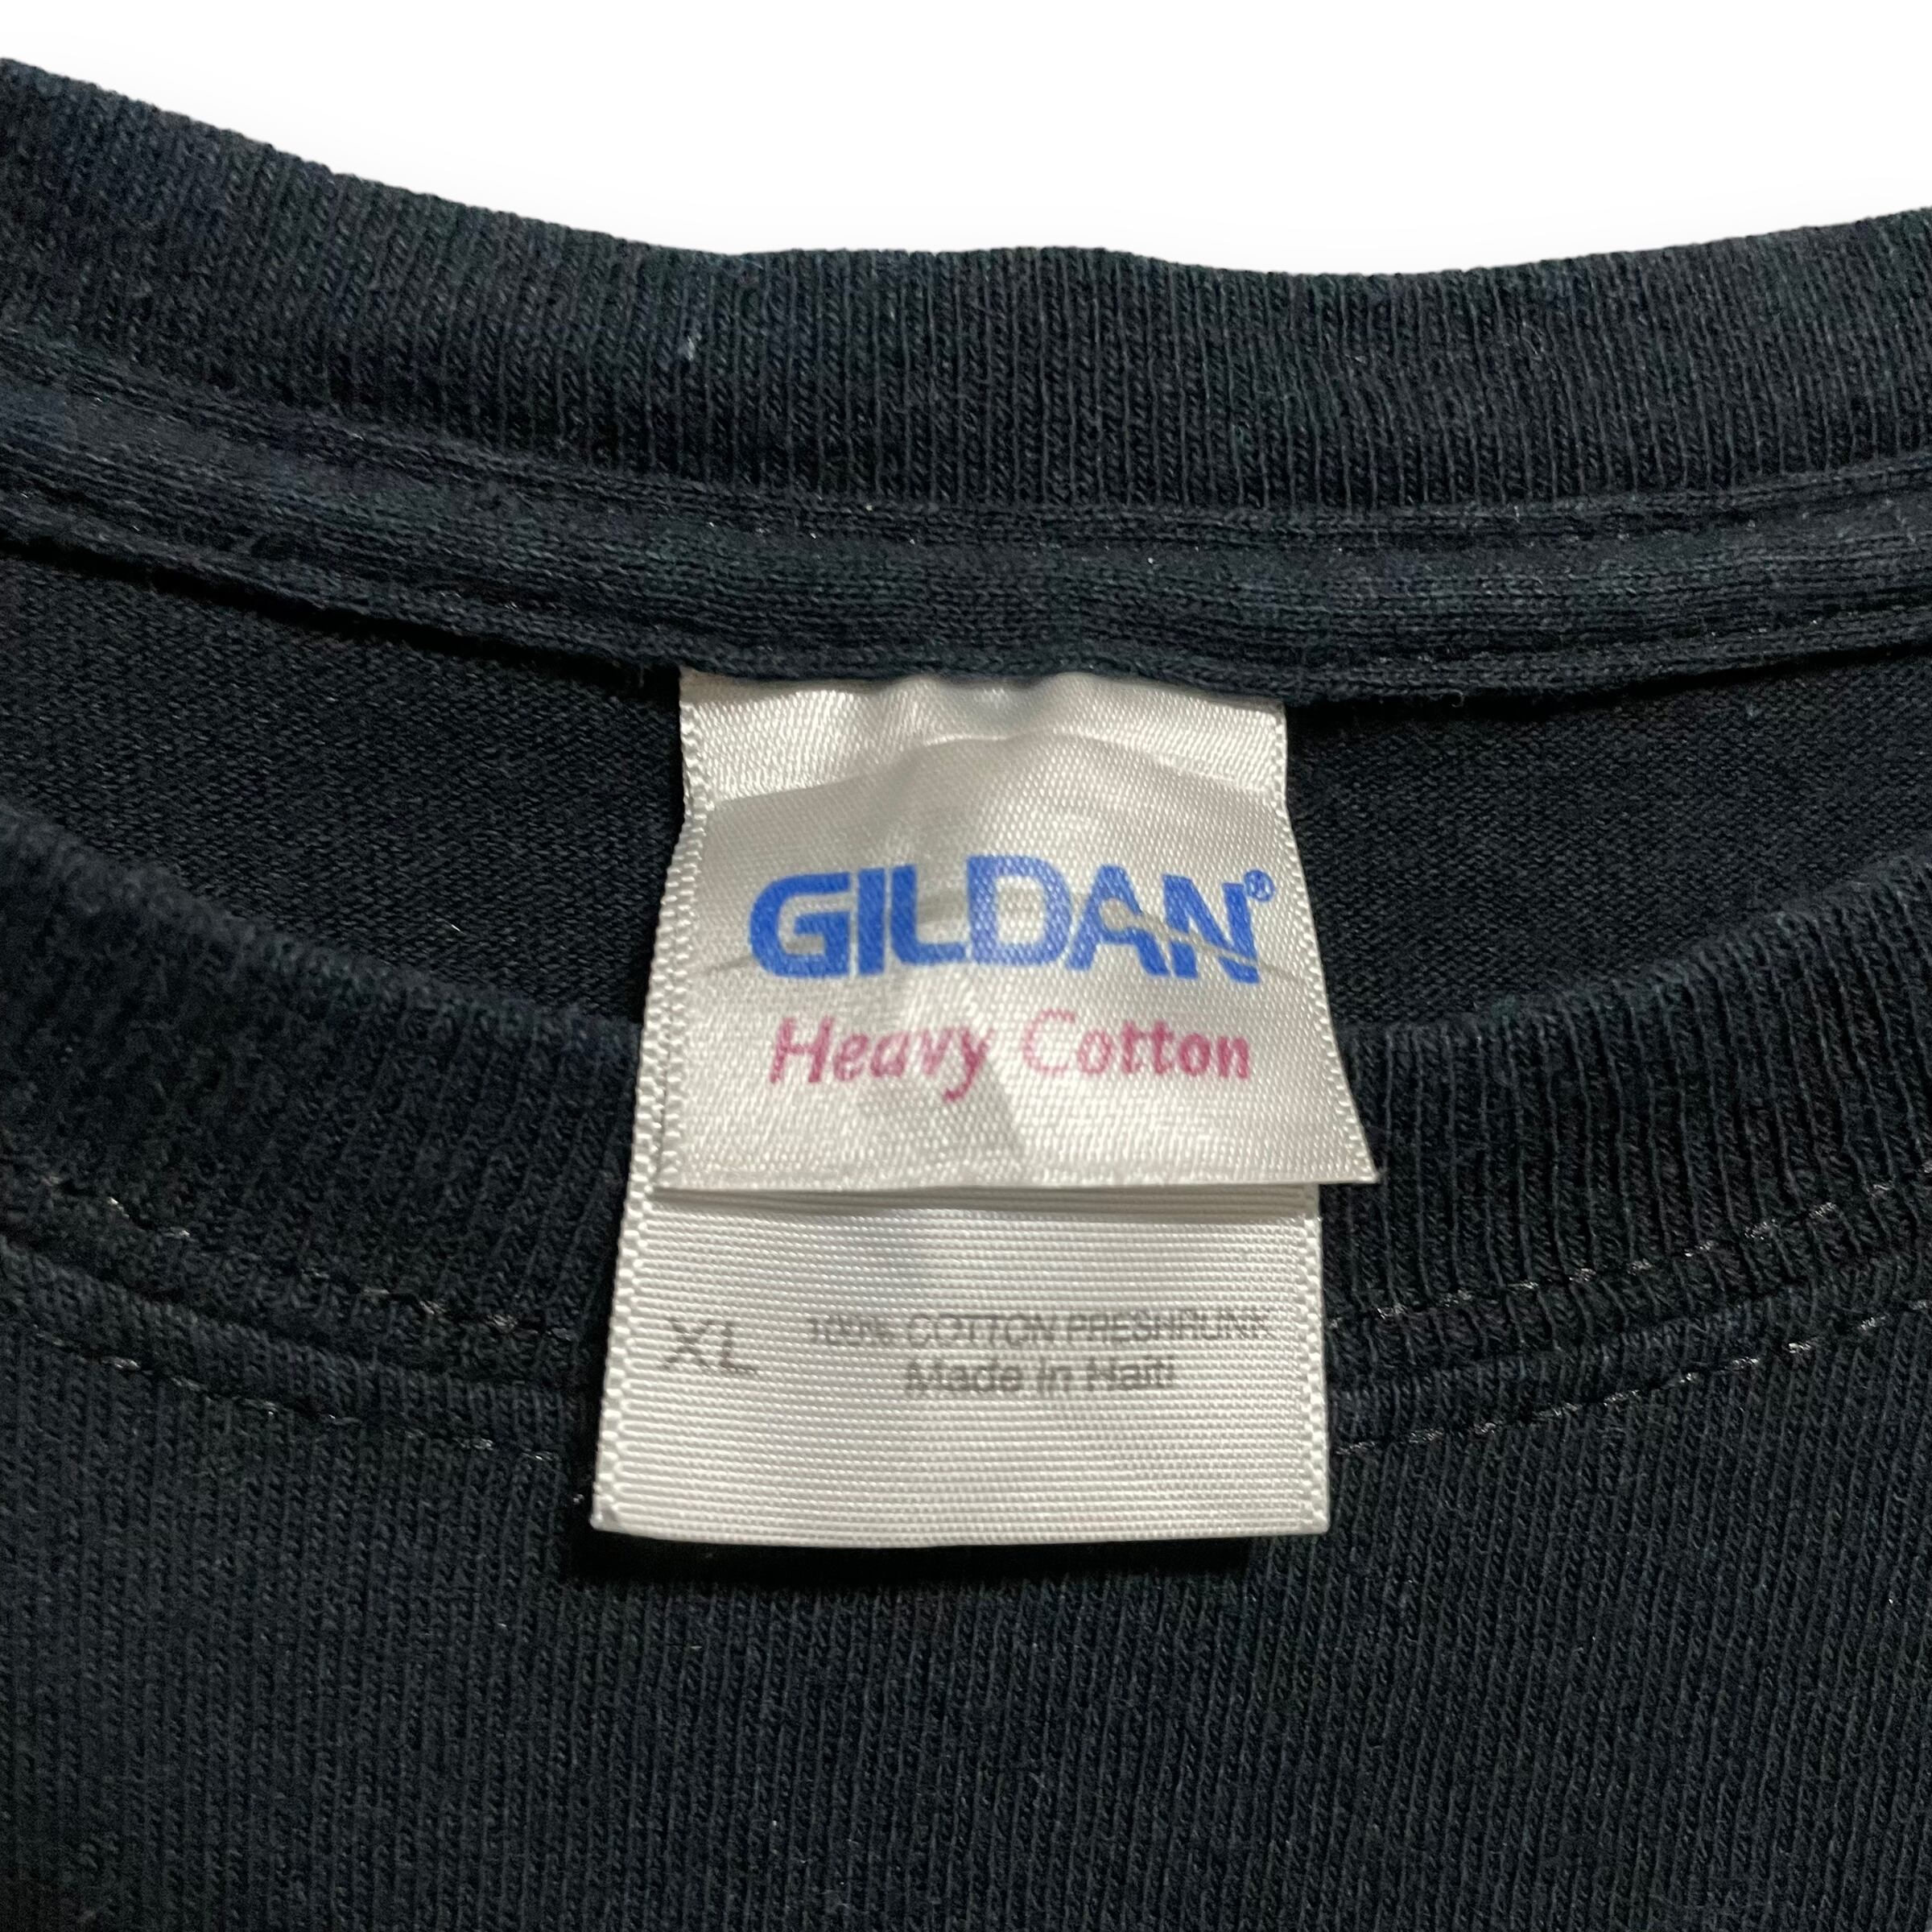 GILDAN®
Heavy Cotton
XL
100% COTTON PRESHRUNK
Made in Haiti